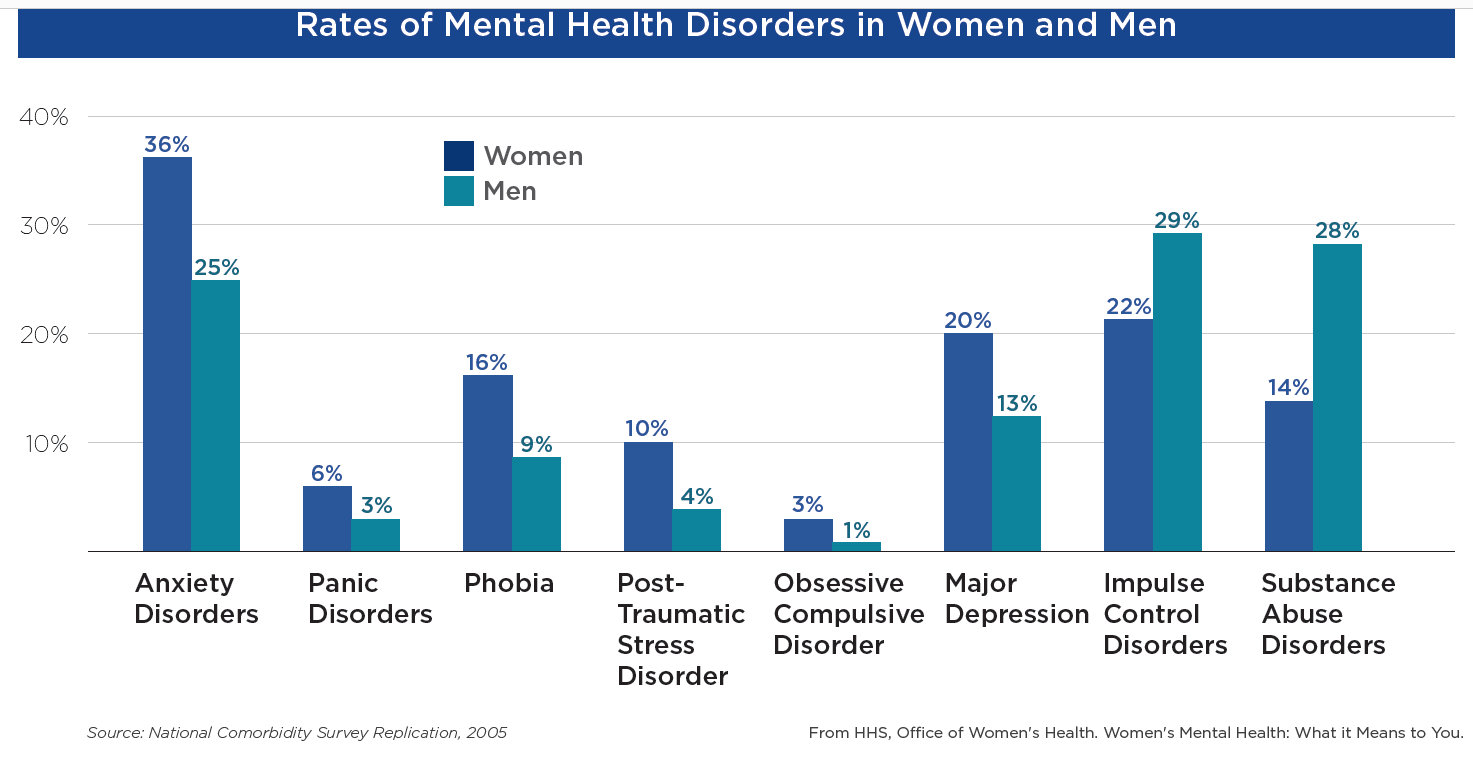 Rates of Mental Health Disorders in Women and Men
40%
30%
20%
10%
Women
Men
36%
25%
6%
3%
16%
9%
10%
4%
3%
1%
20%
13%
22%
29%
14%
28%
Anxiety
Disorders
Panic
Disorders
Phobia
Post-
Traumatic
Stress
Disorder
Obsessive
Compulsive
Disorder
Major
Depression
Impulse
Control
Disorders
Substance
Abuse
Disorders
Source: National Comorbidity Survey Replication, 2005
From HHS, Office of Women's Health. Women's Mental Health: What it Means to You.